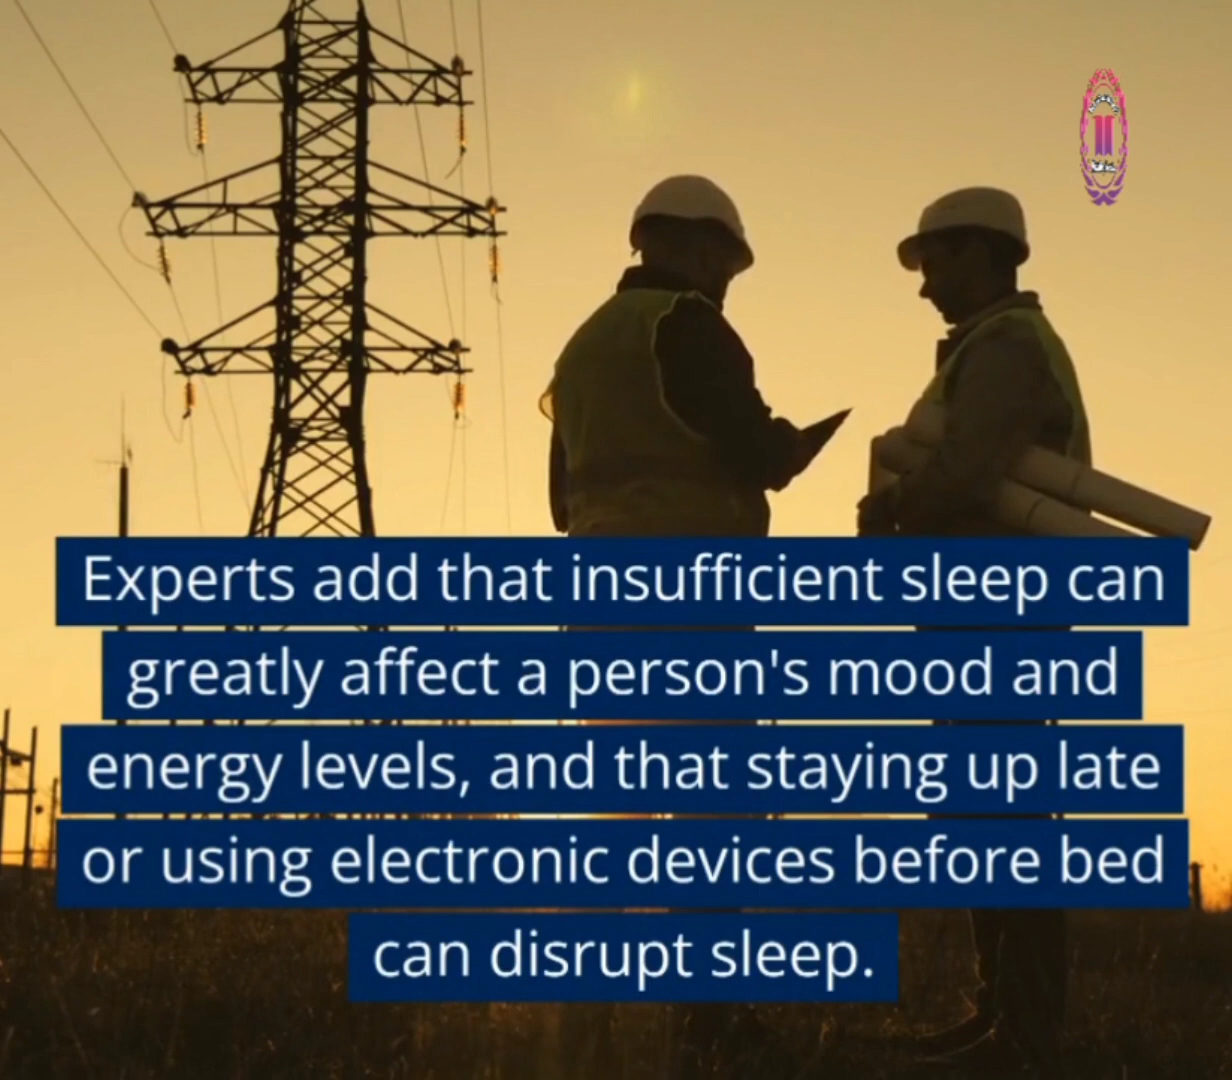 Experts add that insufficient sleep can
greatly affect a person's mood and
energy levels, and that staying up late
or using electronic devices before bed
can disrupt sleep.